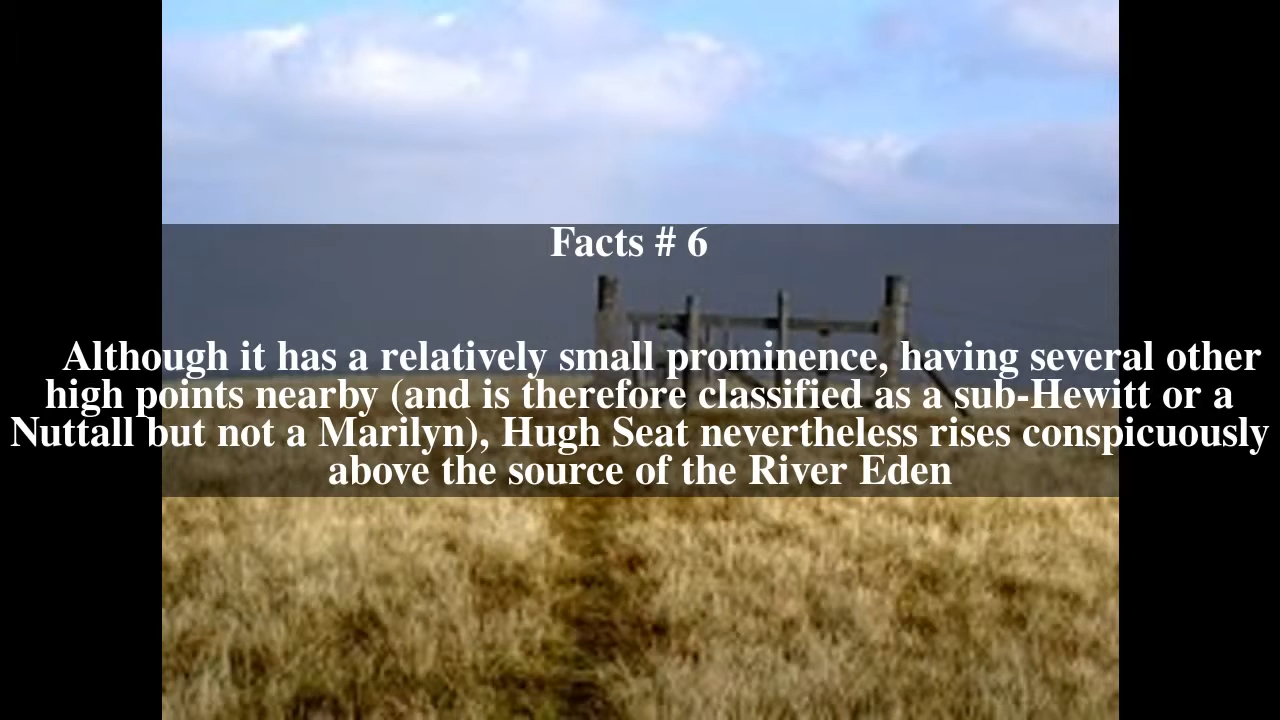 Facts # 6
Although it has a relatively small prominence, having several other
high points nearby (and is therefore classified as a sub-Hewitt or a
Nuttall but not a Marilyn), Hugh Seat nevertheless rises conspicuously
above the source of the River Eden